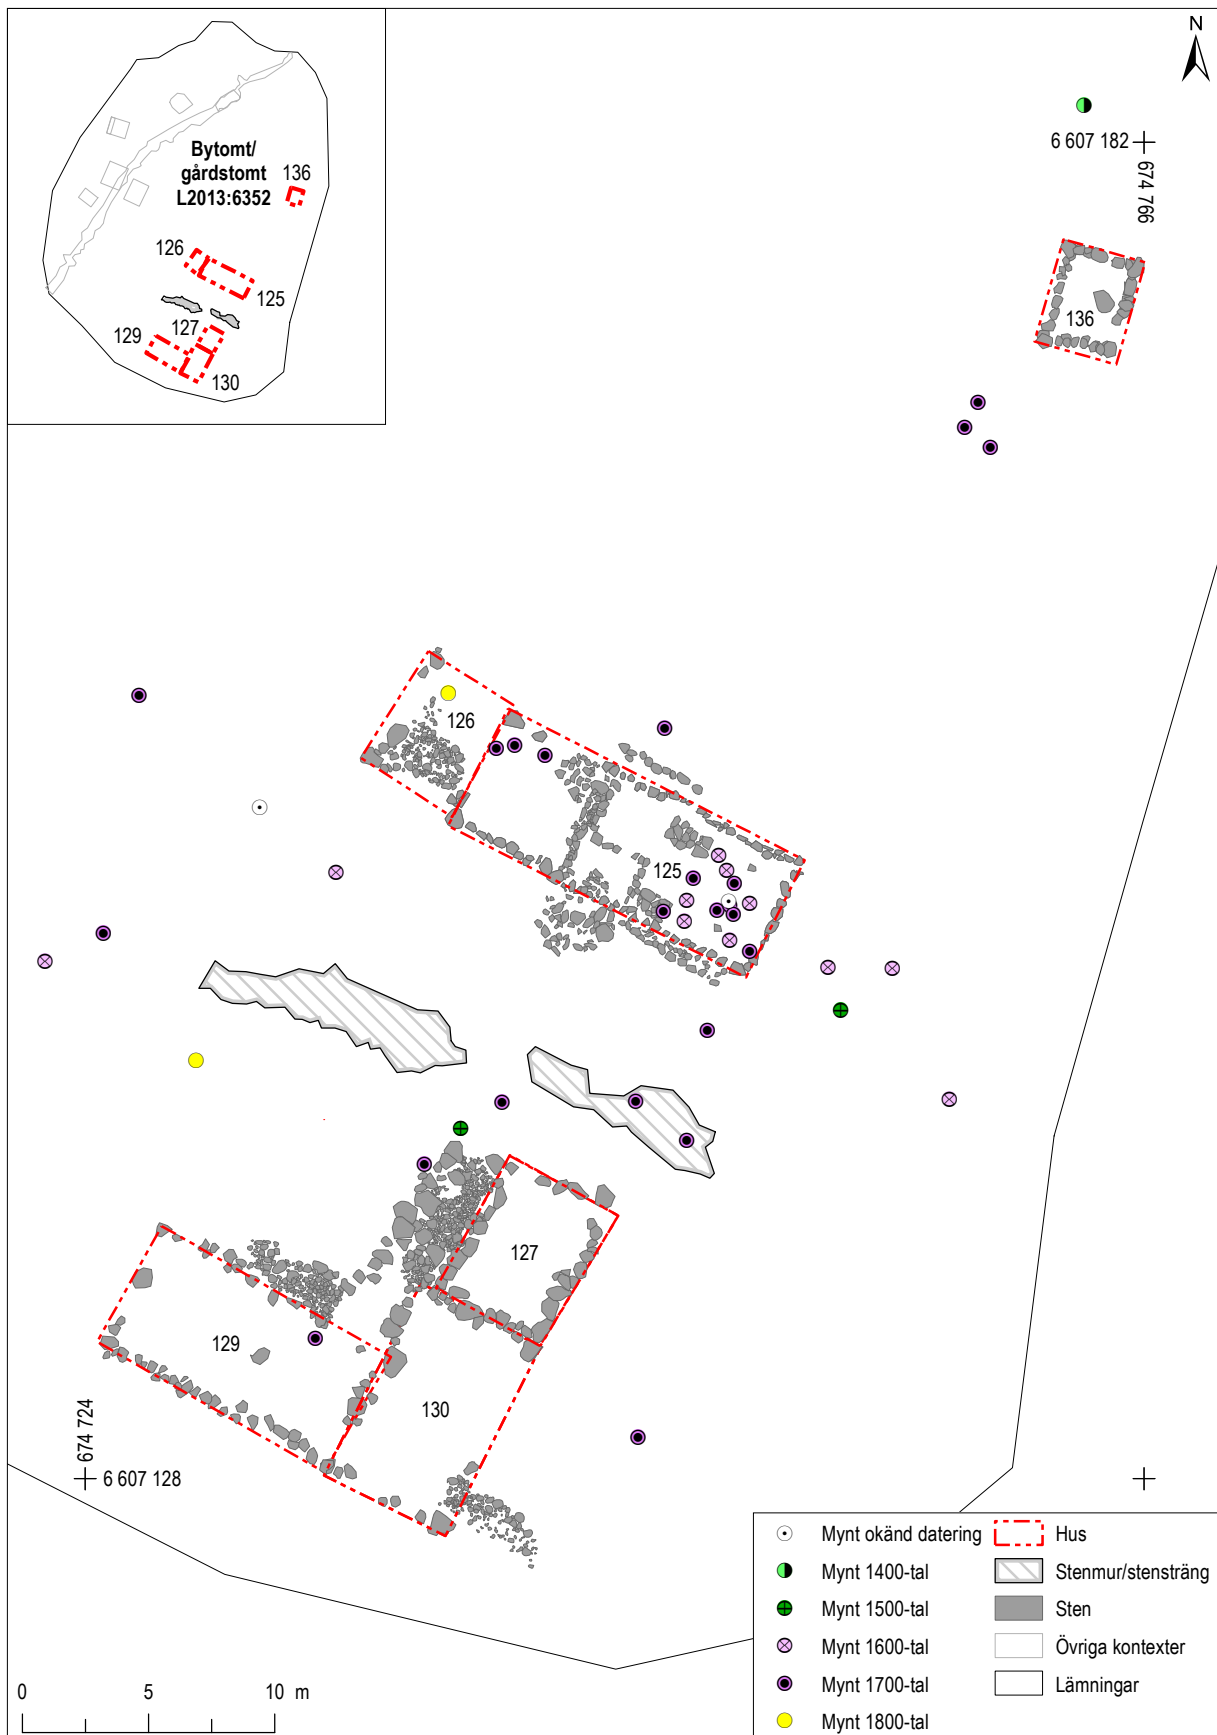 Bytomt/
gårdstomt
L2013:6352
136
126
125
127
129
130
N
6 607 182
674 766
136
126
125
127
129
130
674 724
6 607 128
Mynt okänd datering
Mynt 1400-tal
Mynt 1500-tal
Mynt 1600-tal
Mynt 1700-tal
Mynt 1800-tal
Hus
Stenmur/stensträng
Sten
Övriga kontexter
Lämningar
0 5 10 m